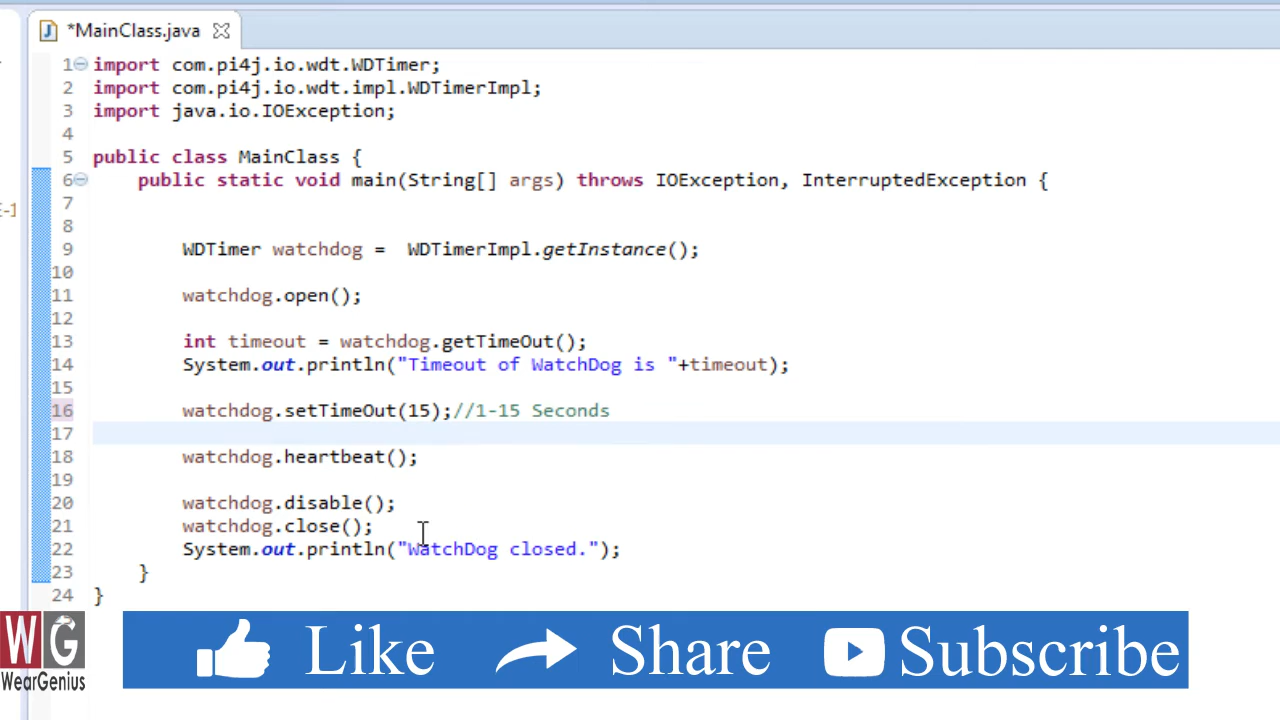 *MainClass.java
1 import com.pi4j.io.wdt.WDTimer;
2 import com.pi4j.io.wdt.impl.WDTimerImpl;
3 import java.io.IOException;
4
5 public class MainClass {
6 public static void main(String[] args) throws IOException, InterruptedException {
7
8
9 WDTimer watchdog =  WDTimerImpl.getInstance();
10
11 watchdog.open();
12
13 int timeout = watchdog.getTimeOut();
14 System.out.println("Timeout of WatchDog is "+timeout);
15
16 watchdog.setTimeOut(15);//1-15 Seconds
17
18 watchdog.heartbeat();
19
20 watchdog.disable();
21 watchdog.close();
22 System.out.println("WatchDog closed.");
23 }
24 }
E-1
WG
WearGenius
Like Share Subscribe